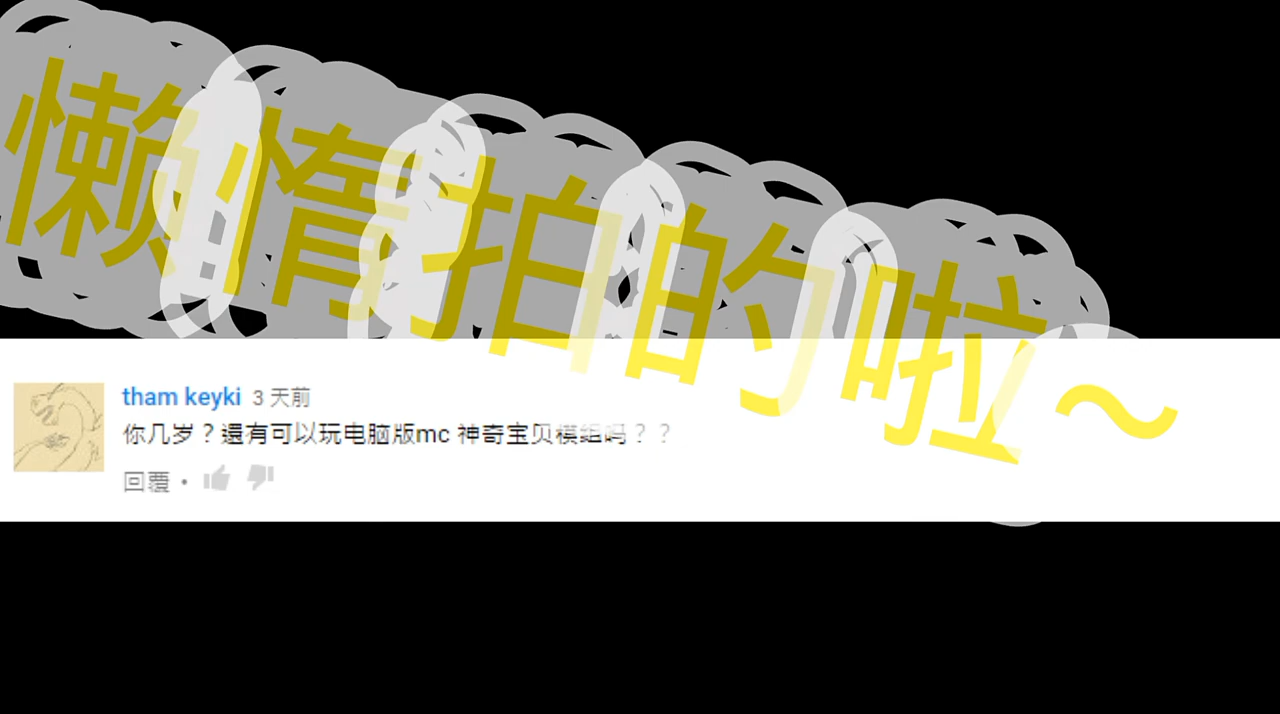 懒惰拍的啦～
tham keyki 3 天前
你几岁？還有可以玩电脑版mc 神奇宝贝模組吗？？
回覆 •